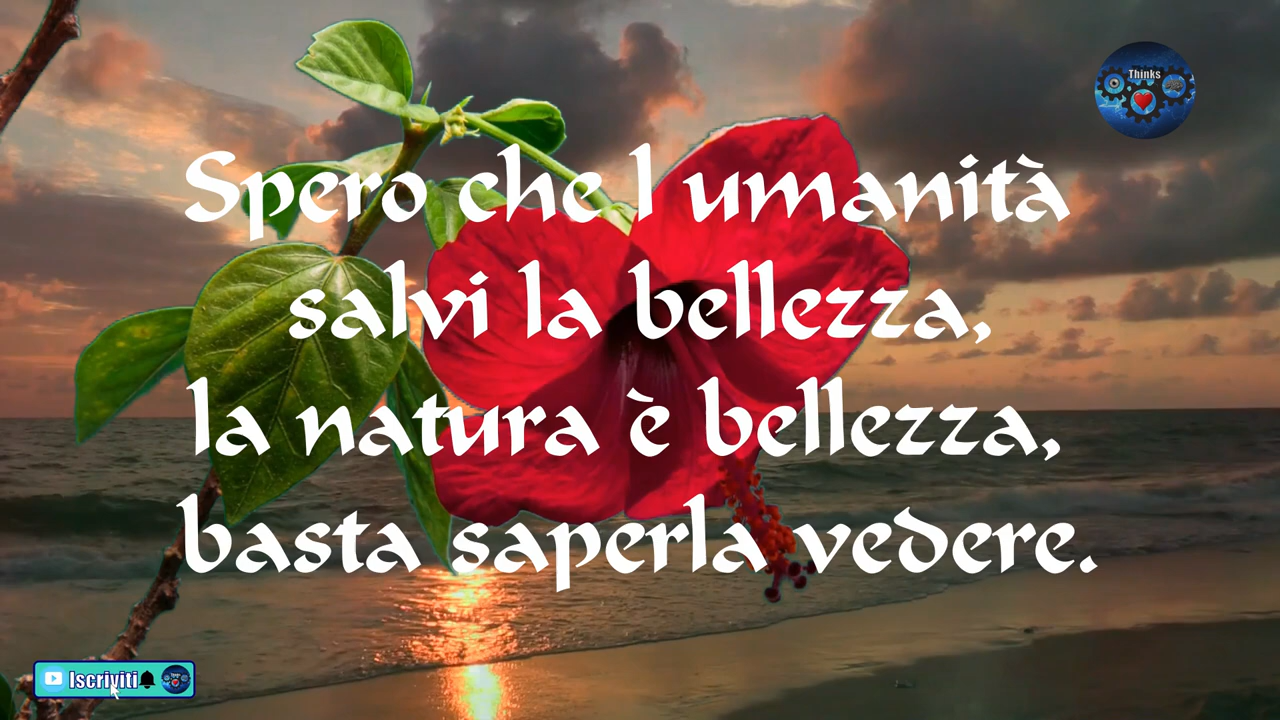 Thinks
Spero che l umanità
salvi la bellezza,
la natura è bellezza,
basta saperla vedere.
Iscriviti